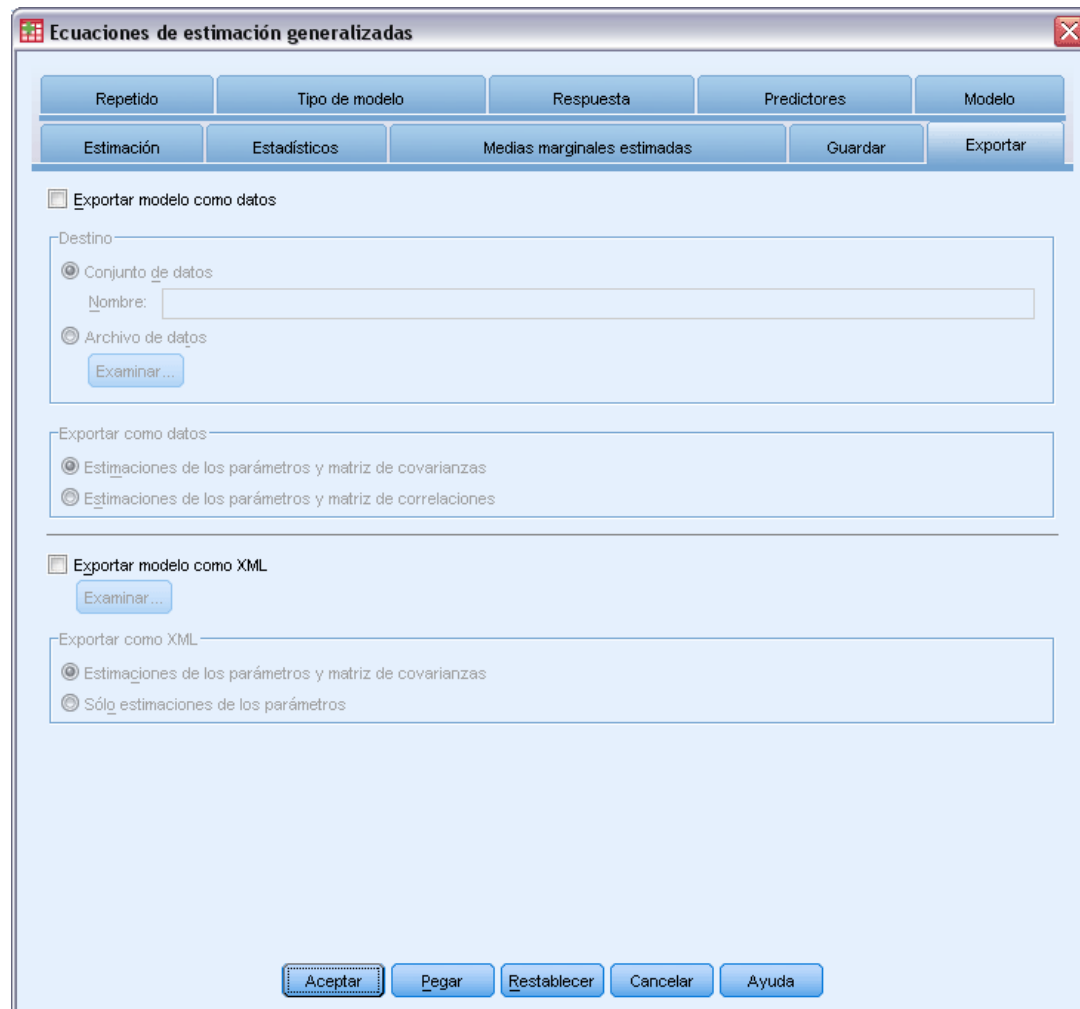 Ecuaciones de estimación generalizadas
Repetido
Tipo de modelo
Respuesta
Predictores
Modelo
Estimación
Estadísticos
Medias marginales estimadas
Guardar
Exportar
Exportar modelo como datos
Destino
Conjunto de datos
Nombre:
Archivo de datos
Examinar...
Exportar como datos
Estimaciones de los parámetros y matriz de covarianzas
Estimaciones de los parámetros y matriz de correlaciones
Exportar modelo como XML
Examinar...
Exportar como XML
Estimaciones de los parámetros y matriz de covarianzas
Sólo estimaciones de los parámetros
Aceptar
Pegar
Restablecer
Cancelar
Ayuda